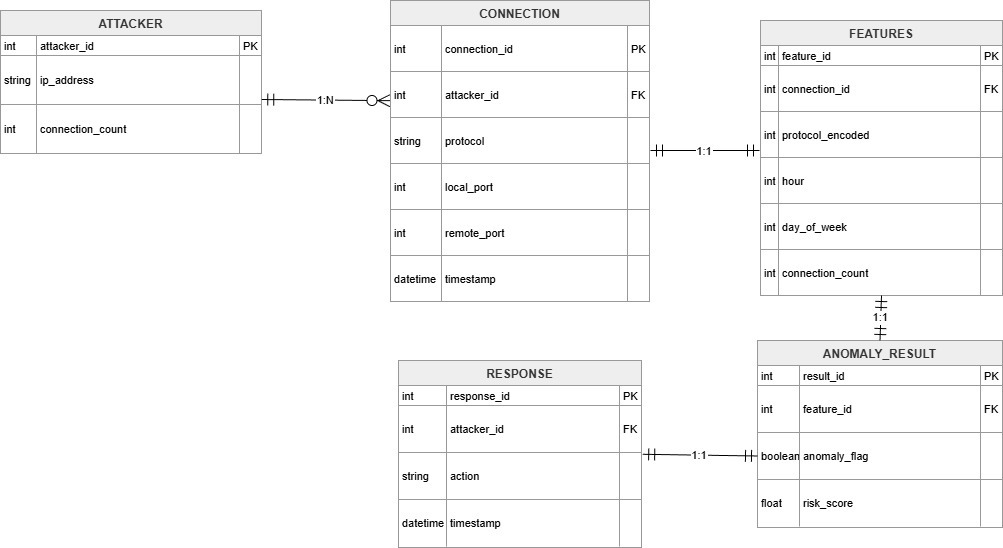 ATTACKER
int attacker_id PK
string ip_address
int connection_count
1:N
CONNECTION
int connection_id PK
int attacker_id FK
string protocol
int local_port
int remote_port
datetime timestamp
1:1
FEATURES
int feature_id PK
int connection_id FK
int protocol_encoded
int hour
int day_of_week
int connection_count
1:1
ANOMALY_RESULT
int result_id PK
int feature_id FK
boolean anomaly_flag
float risk_score
1:1
RESPONSE
int response_id PK
int attacker_id FK
string action
datetime timestamp